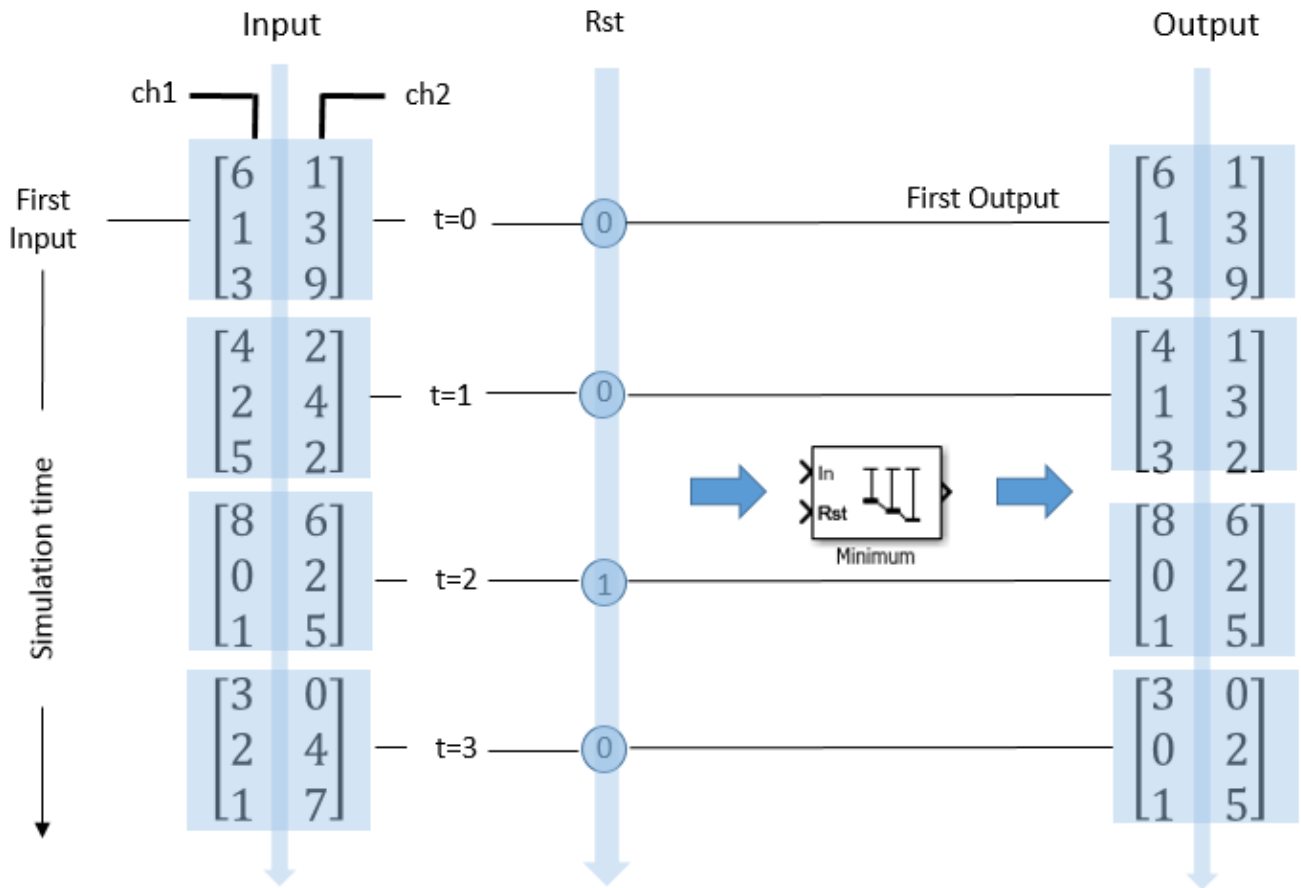 Input
Rst
Output
ch1
ch2
First
Input
6 1
1 3
3 9
t=0
0
First Output
6 1
1 3
3 9
4 2
2 4
5 2
t=1
0
4 1
1 3
3 2
Simulation time
In
Rst
Minimum
8 6
0 2
1 5
t=2
1
8 6
0 2
1 5
3 0
2 4
1 7
t=3
0
3 0
0 2
1 5